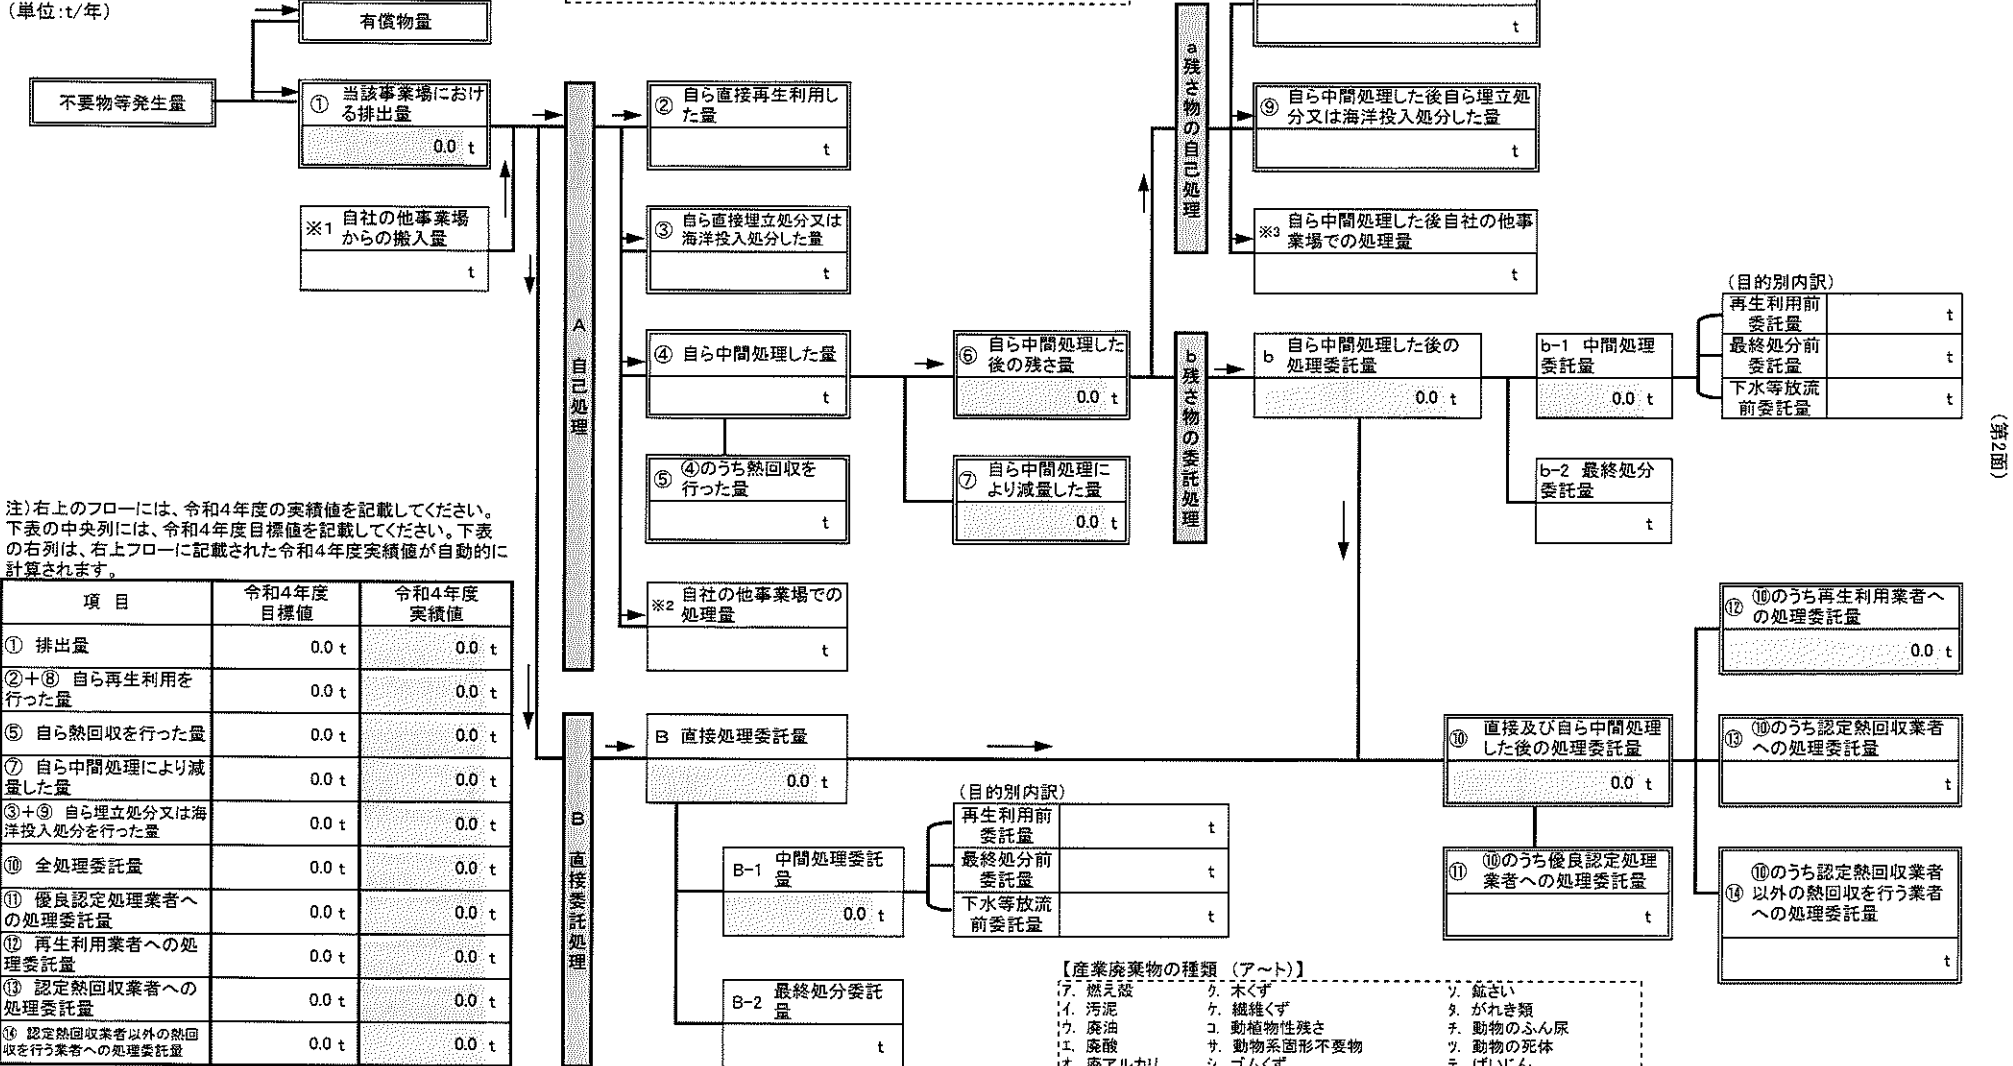 (単位:t/年)
有償物量
不要物等発生量
① 当該事業場におけ
る排出量
0.0 t
※1 自社の他事業場
からの搬入量
t
A 自己処理
② 自ら直接再生利用し
た量
t
③ 自ら直接埋立処分又は
海洋投入処分した量
t
④ 自ら中間処理した量
t
⑤ ④のうち熱回収を
行った量
t
※2 自社の他事業場での
処理量
t
⑥ 自ら中間処理した
後の残さ量
0.0 t
⑦ 自ら中間処理に
より減量した量
0.0 t
a残さ物の自己処理
t
⑨ 自ら中間処理した後自ら埋立処
分又は海洋投入処分した量
t
※3 自ら中間処理した後自社の他事
業場での処理量
t
b残さ物の委託処理
b 自ら中間処理した後の
処理委託量
0.0 t
b-1 中間処理
委託量
0.0 t
(目的別内訳)
再生利用前
委託量 t
最終処分前
委託量 t
下水等放流
前委託量 t
b-2 最終処分
委託量
t
(第2面)
注)右上のフローには、令和4年度の実績値を記載してください。
下表の中央列には、令和4年度目標値を記載してください。下表
の右列は、右上フローに記載された令和4年度実績値が自動的に
計算されます。
項 目 令和4年度
目標値 令和4年度
実績値
① 排出量 0.0 t 0.0 t
②+⑧ 自ら再生利用を
行った量 0.0 t 0.0 t
⑤ 自ら熱回収を行った量 0.0 t 0.0 t
⑦ 自ら中間処理により減
量した量 0.0 t 0.0 t
③+⑨ 自ら埋立処分又は海
洋投入処分を行った量 0.0 t 0.0 t
⑩ 全処理委託量 0.0 t 0.0 t
⑪ 優良認定処理業者へ
の処理委託量 0.0 t 0.0 t
⑫ 再生利用業者への処
理委託量 0.0 t 0.0 t
⑬ 認定熱回収業者への
処理委託量 0.0 t 0.0 t
⑭ 認定熱回収業者以外の熱回
収を行う業者への処理委託量 0.0 t 0.0 t
B 直接委託処理
B 直接処理委託量
0.0 t
B-1 中間処理委託
量
0.0 t
(目的別内訳)
再生利用前
委託量 t
最終処分前
委託量 t
下水等放流
前委託量 t
B-2 最終処分委託
量
t
⑩ 直接及び自ら中間処理
した後の処理委託量
0.0 t
⑪ ⑩のうち優良認定処理
業者への処理委託量
t
⑫ ⑩のうち再生利用業者へ
の処理委託量
0.0 t
⑬ ⑩のうち認定熱回収業者
への処理委託量
t
⑭ ⑩のうち認定熱回収業者
以外の熱回収を行う業者
への処理委託量
t
【産業廃棄物の種類 (ア~ト)】
ア. 燃え殻 ク. 木くず ソ. 鉱さい
イ. 汚泥 ケ. 繊維くず タ. がれき類
ウ. 廃油 コ. 動植物性残さ チ. 動物のふん尿
エ. 廃酸 サ. 動物系固形不要物 ツ. 動物の死体
オ. 廃アルカリ シ. ゴムくず テ. ばいじん